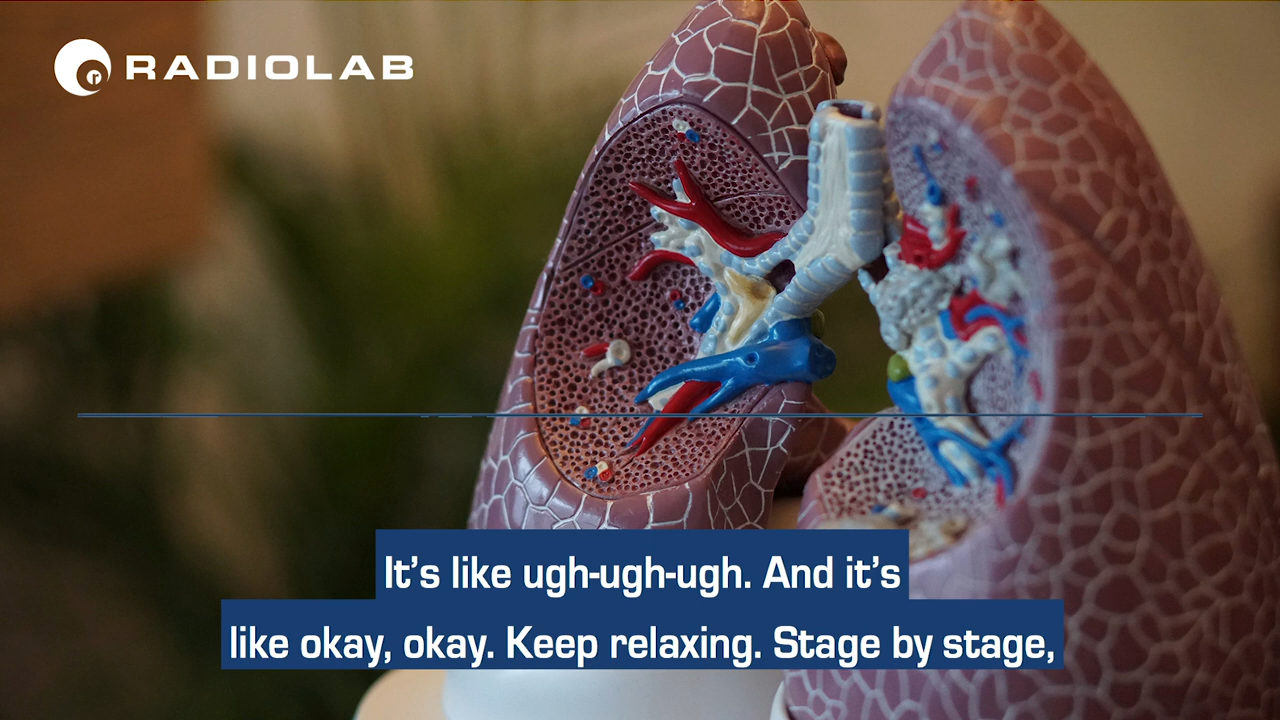 RADIOLAB
It’s like ugh-ugh-ugh. And it’s
like okay, okay. Keep relaxing. Stage by stage,